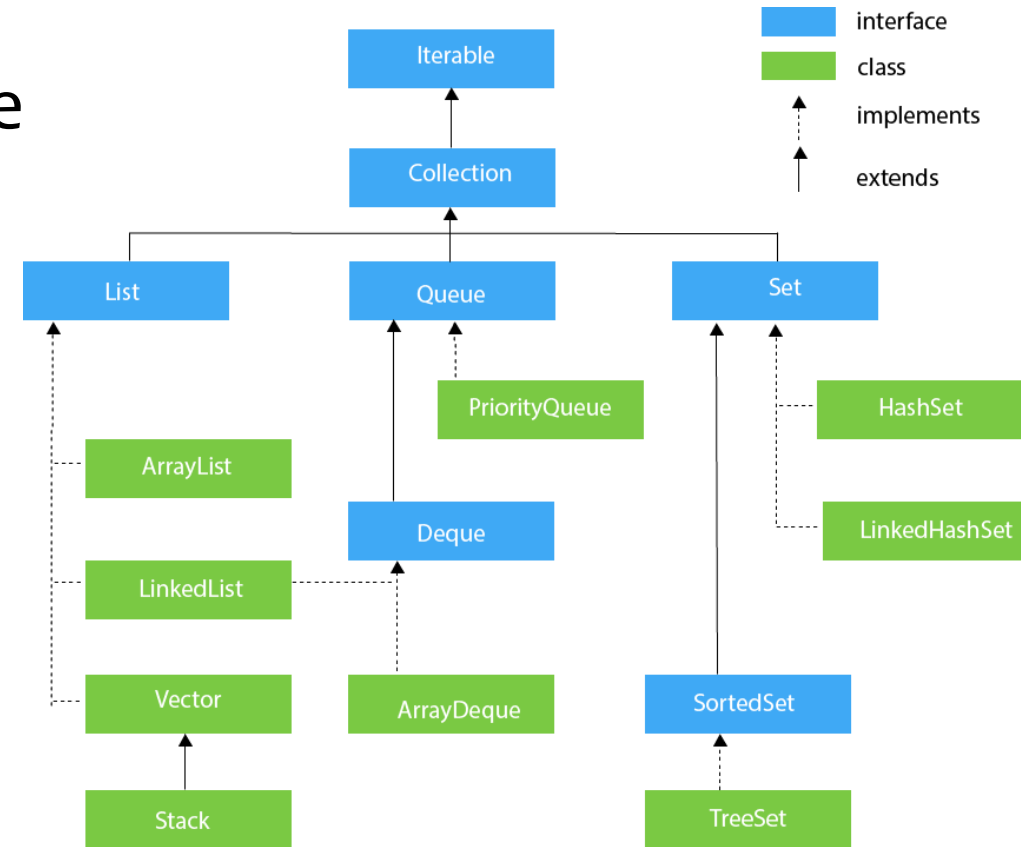 e
Iterable
interface
class
implements
extends
Collection
List
Queue
Set
PriorityQueue
HashSet
ArrayList
Deque
LinkedHashSet
LinkedList
Vector
ArrayDeque
SortedSet
Stack
TreeSet